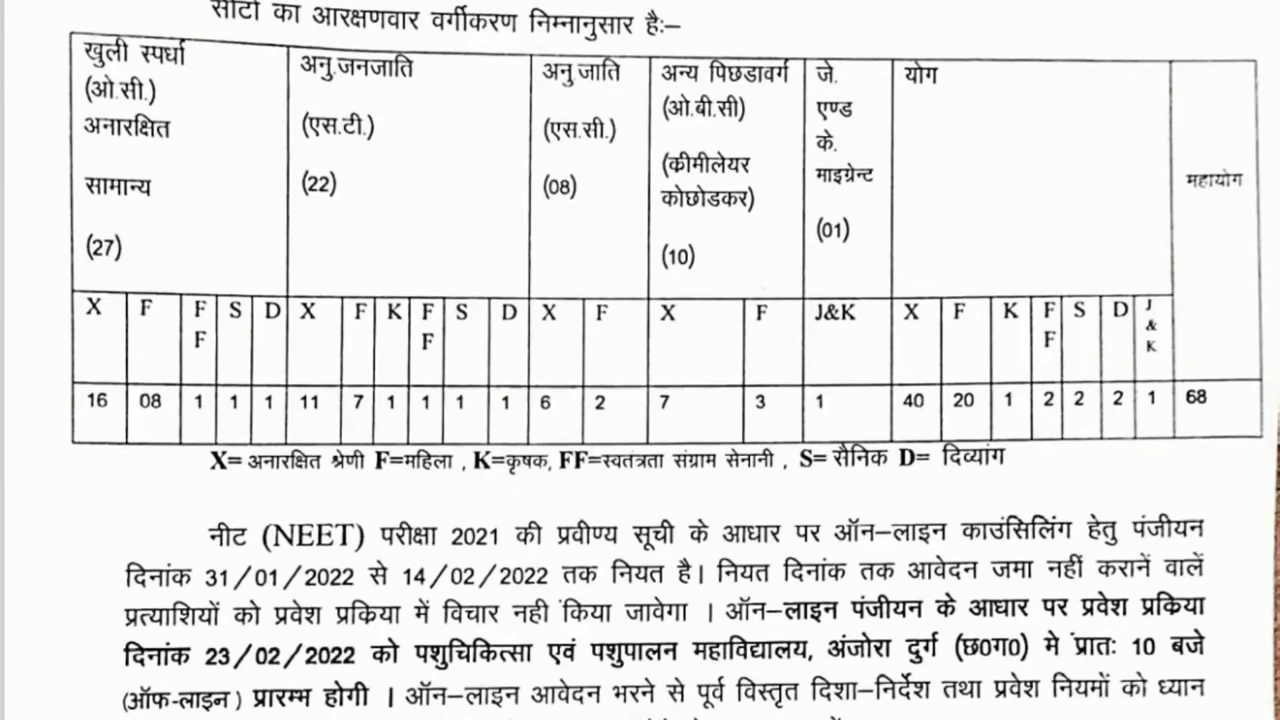 सीटों का आरक्षणवार वर्गीकरण निम्नानुसार है:–
खुली स्पर्धा (ओ.सी.) अनारक्षित सामान्य (27) अनु.जनजाति (एस.टी.) (22) अनु.जाति (एस.सी.) (08) अन्य पिछडावर्ग (ओ.बी.सी) (क्रीमीलेयर कोछोडकर) (10) जे. एण्ड के. माइग्रेन्ट (01) योग महायोग
X F FF S D X F K FF S D X F X F J&K X F K FF S D J&K
16 08 1 1 1 11 7 1 1 1 1 6 2 7 3 1 40 20 1 2 2 2 1 68
X= अनारक्षित श्रेणी F=महिला , K=कृषक, FF=स्वतंत्रता संग्राम सेनानी , S= सैनिक D= दिव्यांग
नीट (NEET) परीक्षा 2021 की प्रवीण्य सूची के आधार पर ऑन–लाइन काउंसिलिंग हेतु पंजीयन
दिनांक 31/01/2022 से 14/02/2022 तक नियत है। नियत दिनांक तक आवेदन जमा नहीं करानें वालें
प्रत्याशियों को प्रवेश प्रक्रिया में विचार नही किया जावेगा । ऑन–लाइन पंजीयन के आधार पर प्रवेश प्रकिया
दिनांक 23/02/2022 को पशुचिकित्सा एवं पशुपालन महाविद्यालय, अंजोरा दुर्ग (छ0ग0) मे प्रातः 10 बजे
(ऑफ-लाइन) प्रारम्भ होगी । ऑन–लाइन आवेदन भरने से पूर्व विस्तृत दिशा–निर्देश तथा प्रवेश नियमों को ध्यान